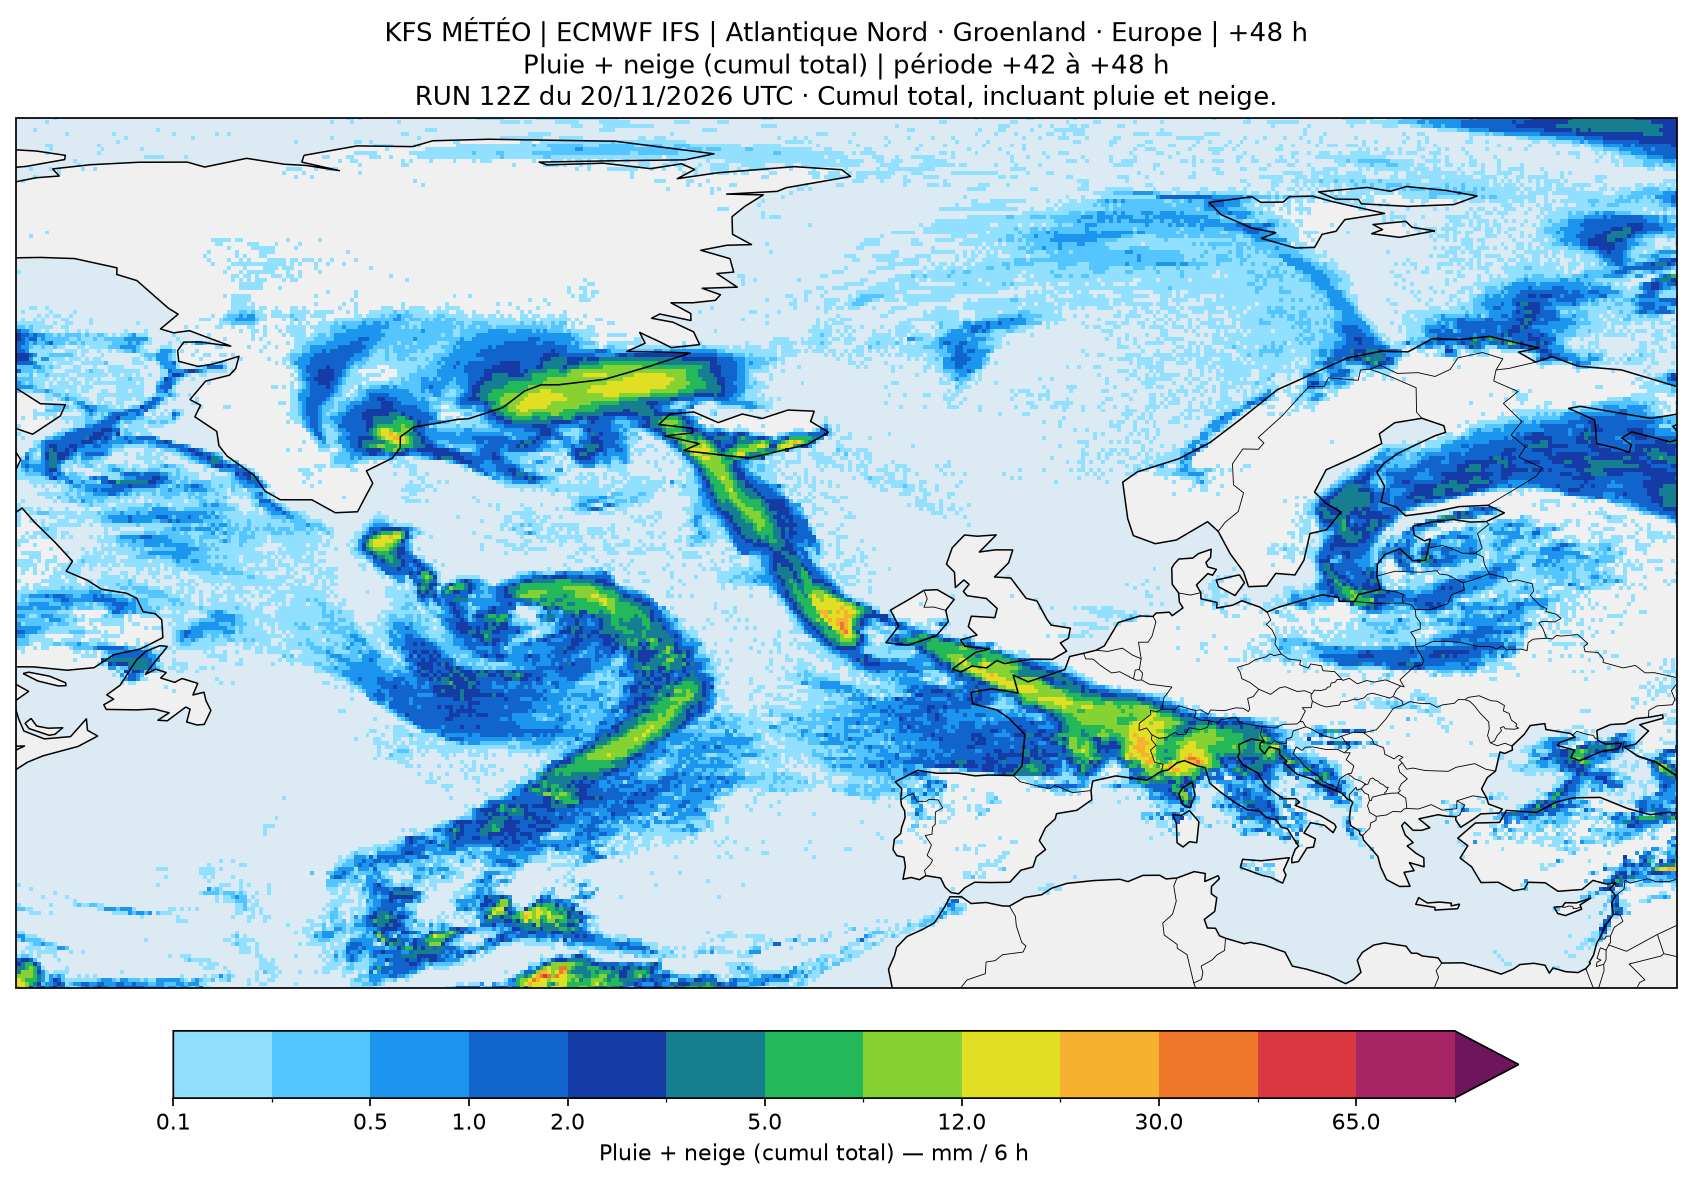 KFS MÉTÉO | ECMWF IFS | Atlantique Nord · Groenland · Europe | +48 h
Pluie + neige (cumul total) | période +42 à +48 h
RUN 12Z du 20/11/2026 UTC · Cumul total, incluant pluie et neige.
0.1 0.5 1.0 2.0 5.0 12.0 30.0 65.0
Pluie + neige (cumul total) — mm / 6 h